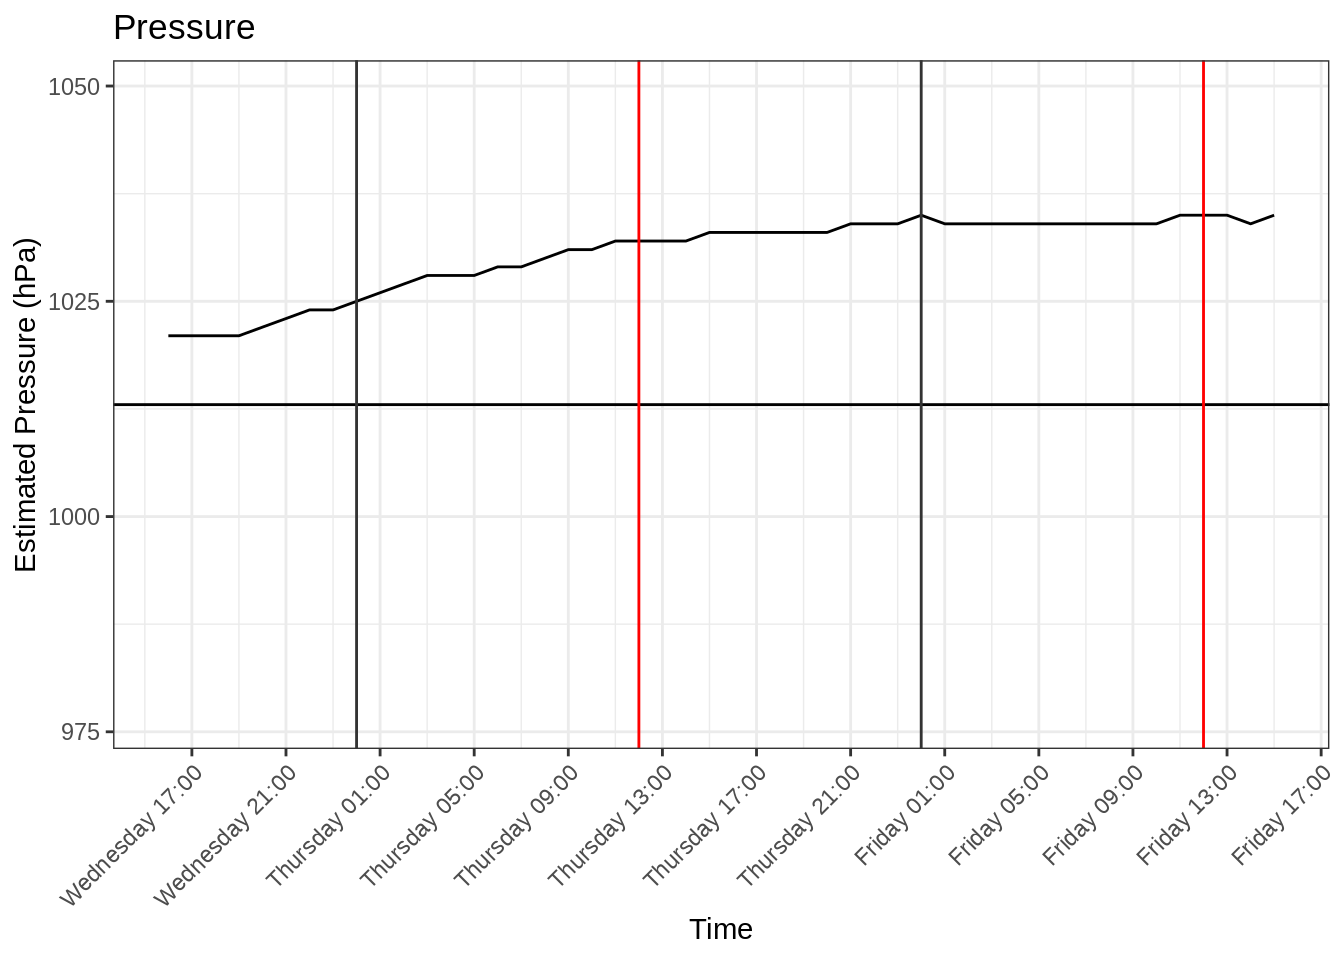 Pressure
Estimated Pressure (hPa)
1050
1025
1000
975
Wednesday 17:00
Wednesday 21:00
Thursday 01:00
Thursday 05:00
Thursday 09:00
Thursday 13:00
Thursday 17:00
Thursday 21:00
Friday 01:00
Friday 05:00
Friday 09:00
Friday 13:00
Friday 17:00
Time